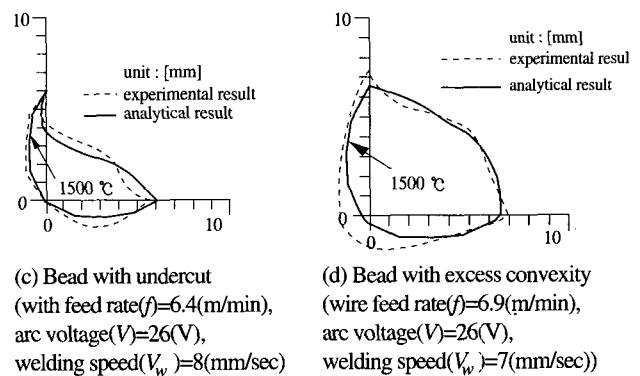 10
unit : [mm]
experimental result
analytical result
1500 ℃
0
0
10
(c) Bead with undercut
(with feed rate(f)=6.4(m/min),
arc voltage(V)=26(V),
welding speed(Vw )=8(mm/sec)
10
unit : [mm]
experimental resul
analytical result
1500 ℃
0
0
10
(d) Bead with excess convexity
(wire feed rate(f)=6.9(m/min),
arc voltage(V)=26(V),
welding speed(Vw )=7(mm/sec))